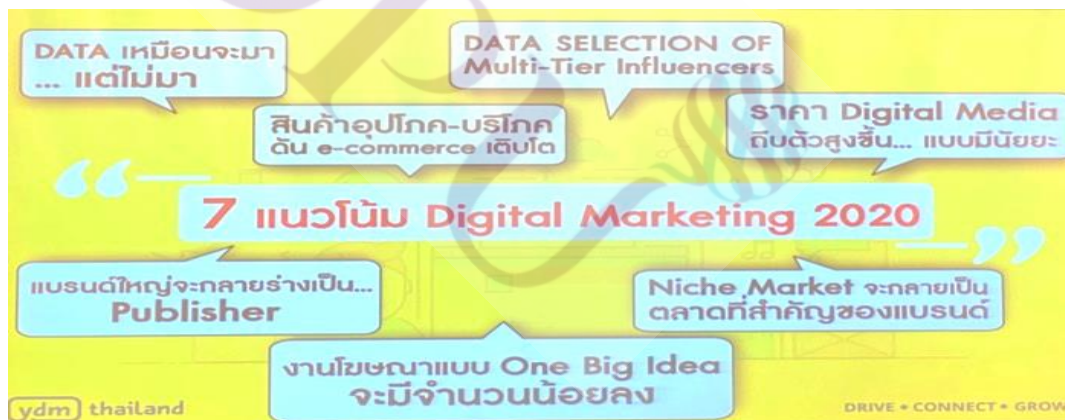 DATA เหมือนจะมา
... แต่ไม่มา
DATA SELECTION OF
Multi-Tier Influencers
สินค้าอุปโภค-บริโภค
ดัน e-commerce เติบโต
ราคา Digital Media
ถีบตัวสูงขึ้น... แบบมีนัยยะ
7 แนวโน้ม Digital Marketing 2020
แบรนด์ใหญ่จะกลายร่างเป็น...
Publisher
Niche Market จะกลายเป็น
ตลาดที่สำคัญของแบรนด์
งานโฆษณาแบบ One Big Idea
จะมีจำนวนน้อยลง
ydm thailand
DRIVE • CONNECT • GROW